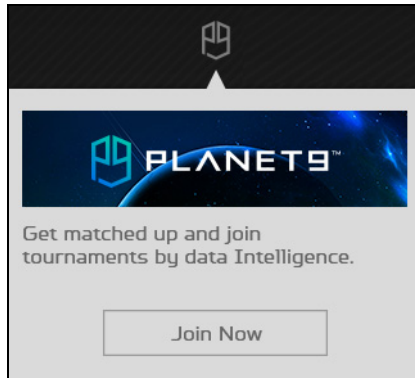 PLANET9™
Get matched up and join
tournaments by data Intelligence.
Join Now